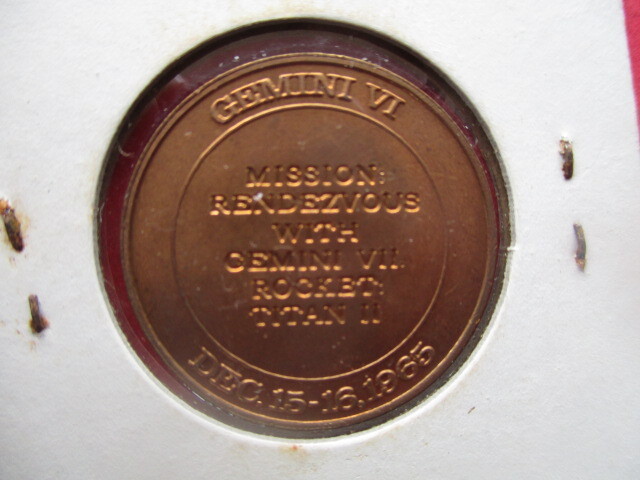 GEMINI VI
MISSION:
RENDEZVOUS
WITH
GEMINI VII.
ROCKET:
TITAN II
DEC. 15-16, 1965